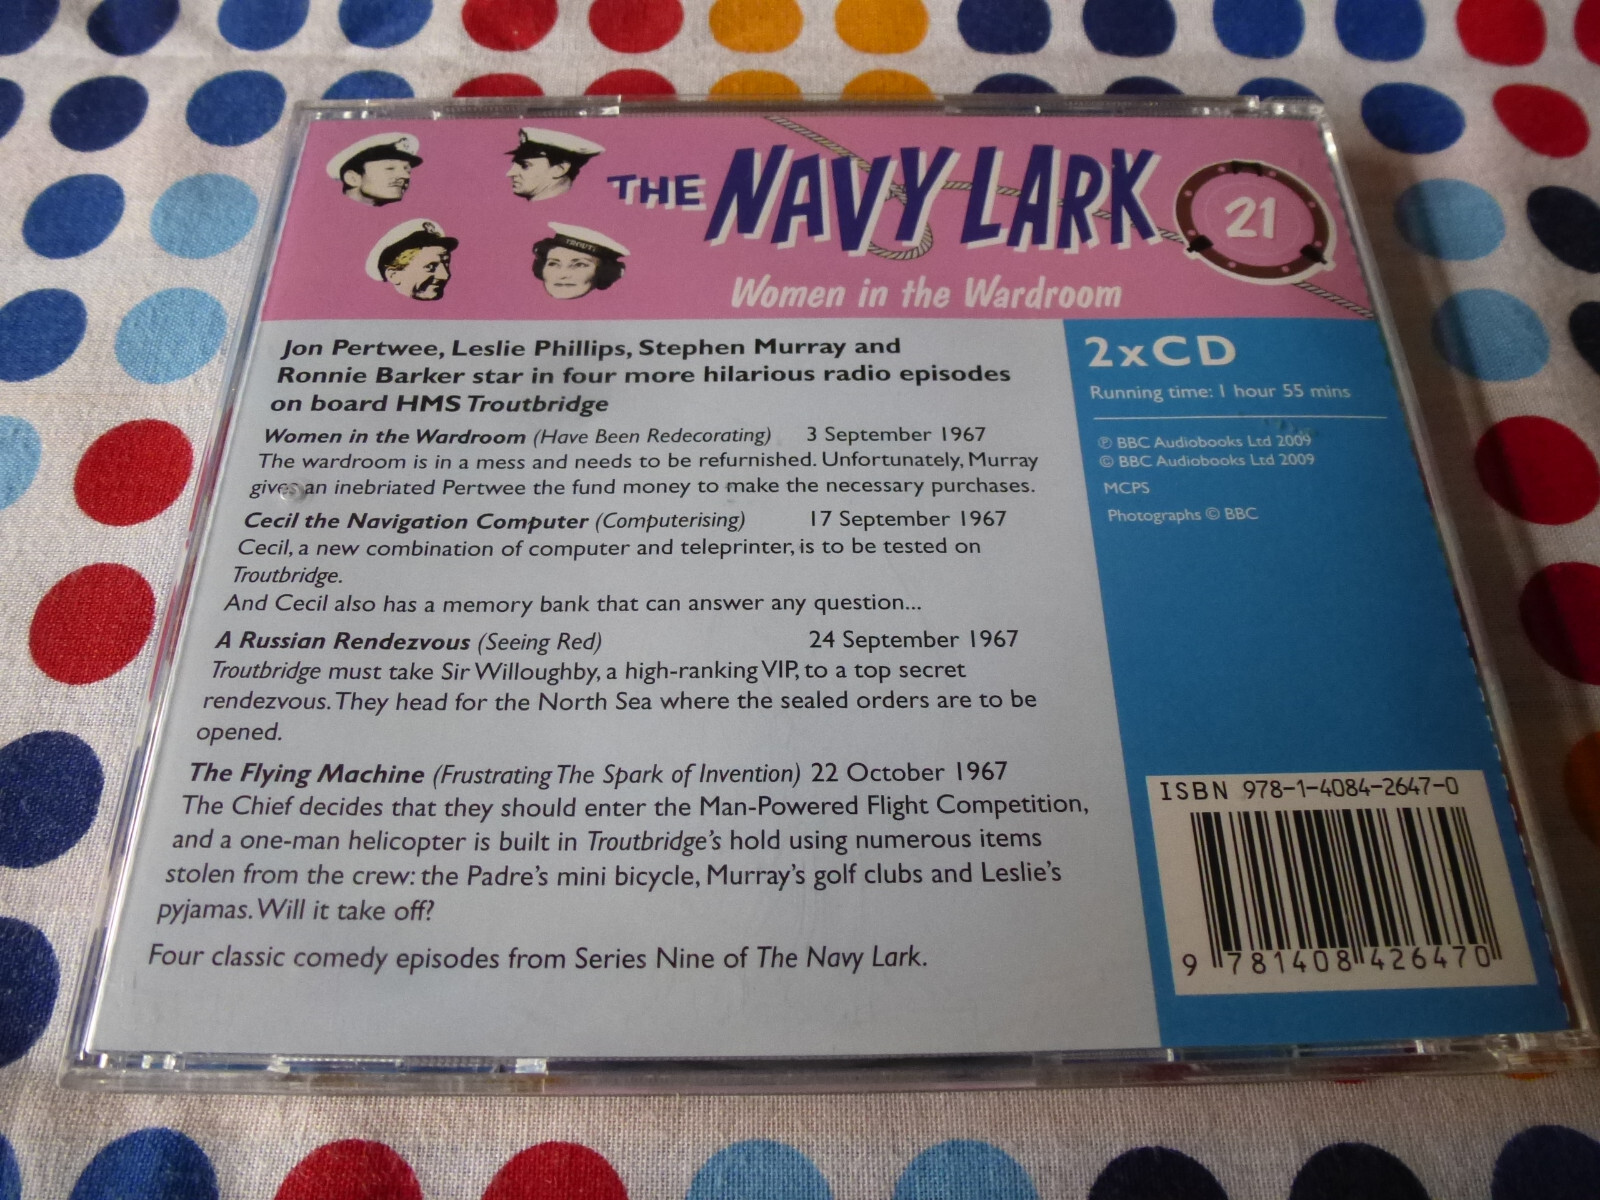 THE NAVY LARK
21
Women in the Wardroom
Jon Pertwee, Leslie Phillips, Stephen Murray and
Ronnie Barker star in four more hilarious radio episodes
on board HMS Troutbridge
Women in the Wardroom (Have Been Redecorating) 3 September 1967
The wardroom is in a mess and needs to be refurnished. Unfortunately, Murray
gives an inebriated Pertwee the fund money to make the necessary purchases.
Cecil the Navigation Computer (Computerising) 17 September 1967
Cecil, a new combination of computer and teleprinter, is to be tested on
Troutbridge.
And Cecil also has a memory bank that can answer any question...
A Russian Rendezvous (Seeing Red) 24 September 1967
Troutbridge must take Sir Willoughby, a high-ranking VIP, to a top secret
rendezvous. They head for the North Sea where the sealed orders are to be
opened.
The Flying Machine (Frustrating The Spark of Invention) 22 October 1967
The Chief decides that they should enter the Man-Powered Flight Competition,
and a one-man helicopter is built in Troutbridge's hold using numerous items
stolen from the crew: the Padre's mini bicycle, Murray's golf clubs and Leslie's
pyjamas. Will it take off?
Four classic comedy episodes from Series Nine of The Navy Lark.
2xCD
Running time: 1 hour 55 mins
℗ BBC Audiobooks Ltd 2009
© BBC Audiobooks Ltd 2009
MCPS
Photographs © BBC
ISBN 978-1-4084-2647-0
9 781408 426470